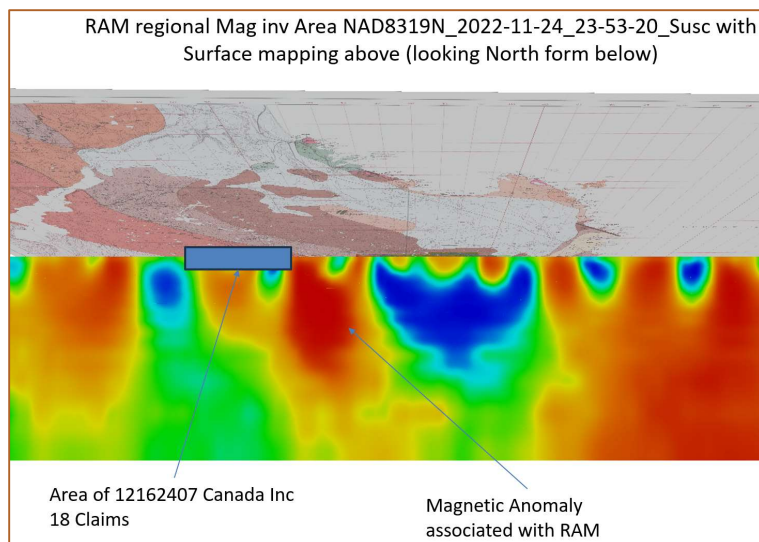 RAM regional Mag inv Area NAD8319N_2022-11-24_23-53-20_Susc with
Surface mapping above (looking North form below)
Area of 12162407 Canada Inc
18 Claims
Magnetic Anomaly
associated with RAM